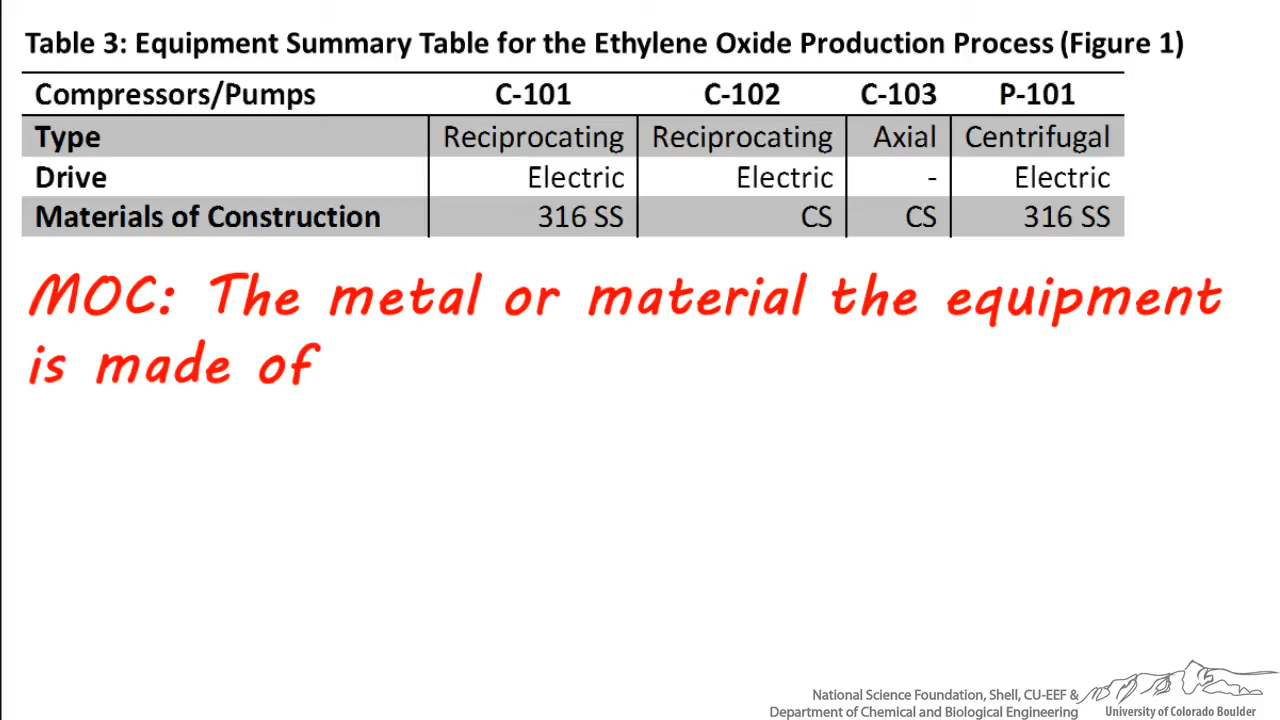 Table 3: Equipment Summary Table for the Ethylene Oxide Production Process (Figure 1)
Compressors/Pumps C-101 C-102 C-103 P-101
Type Reciprocating Reciprocating Axial Centrifugal
Drive Electric Electric - Electric
Materials of Construction 316 SS CS CS 316 SS
MOC: The metal or material the equipment
is made of
National Science Foundation, Shell, CU-EEF &
Department of Chemical and Biological Engineering
University of Colorado Boulder